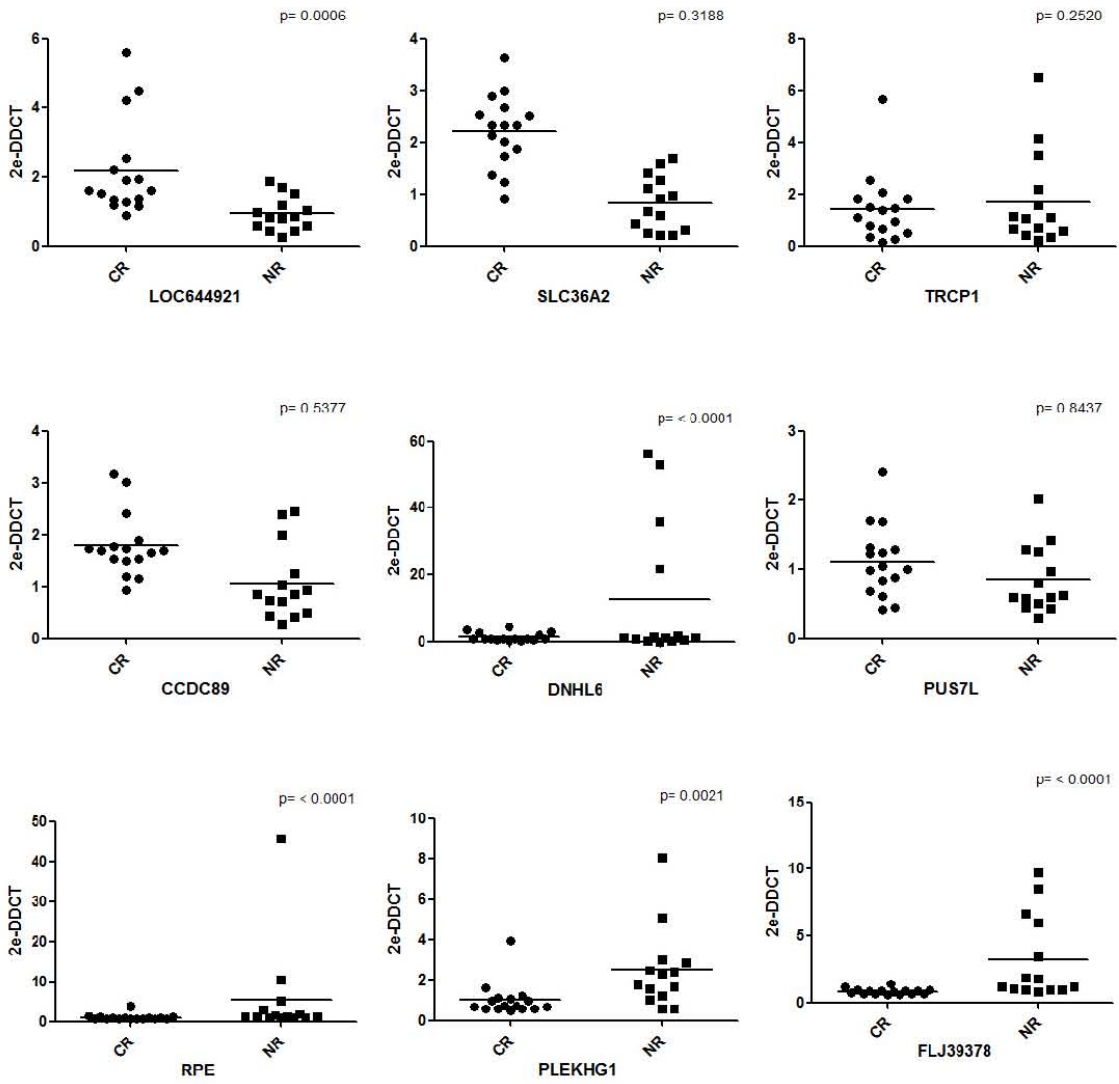 p= 0.0006
6
4
2
0
2e-DDCT
CR
NR
LOC644921
p= 0.3188
4
3
2
1
0
2e-DDCT
CR
NR
SLC36A2
p= 0.2520
8
6
4
2
0
2e-DDCT
CR
NR
TRCP1
p= 0.5377
4
3
2
1
0
2e-DDCT
CR
NR
CCDC89
p= < 0.0001
60
40
20
0
2e-DDCT
CR
NR
DNHL6
p= 0.8437
3
2
1
0
2e-DDCT
CR
NR
PUS7L
p= < 0.0001
50
40
30
20
10
0
2e-DDCT
CR
NR
RPE
p= 0.0021
10
8
6
4
2
0
2e-DDCT
CR
NR
PLEKHG1
p= < 0.0001
15
10
5
0
2e-DDCT
CR
NR
FLJ39378